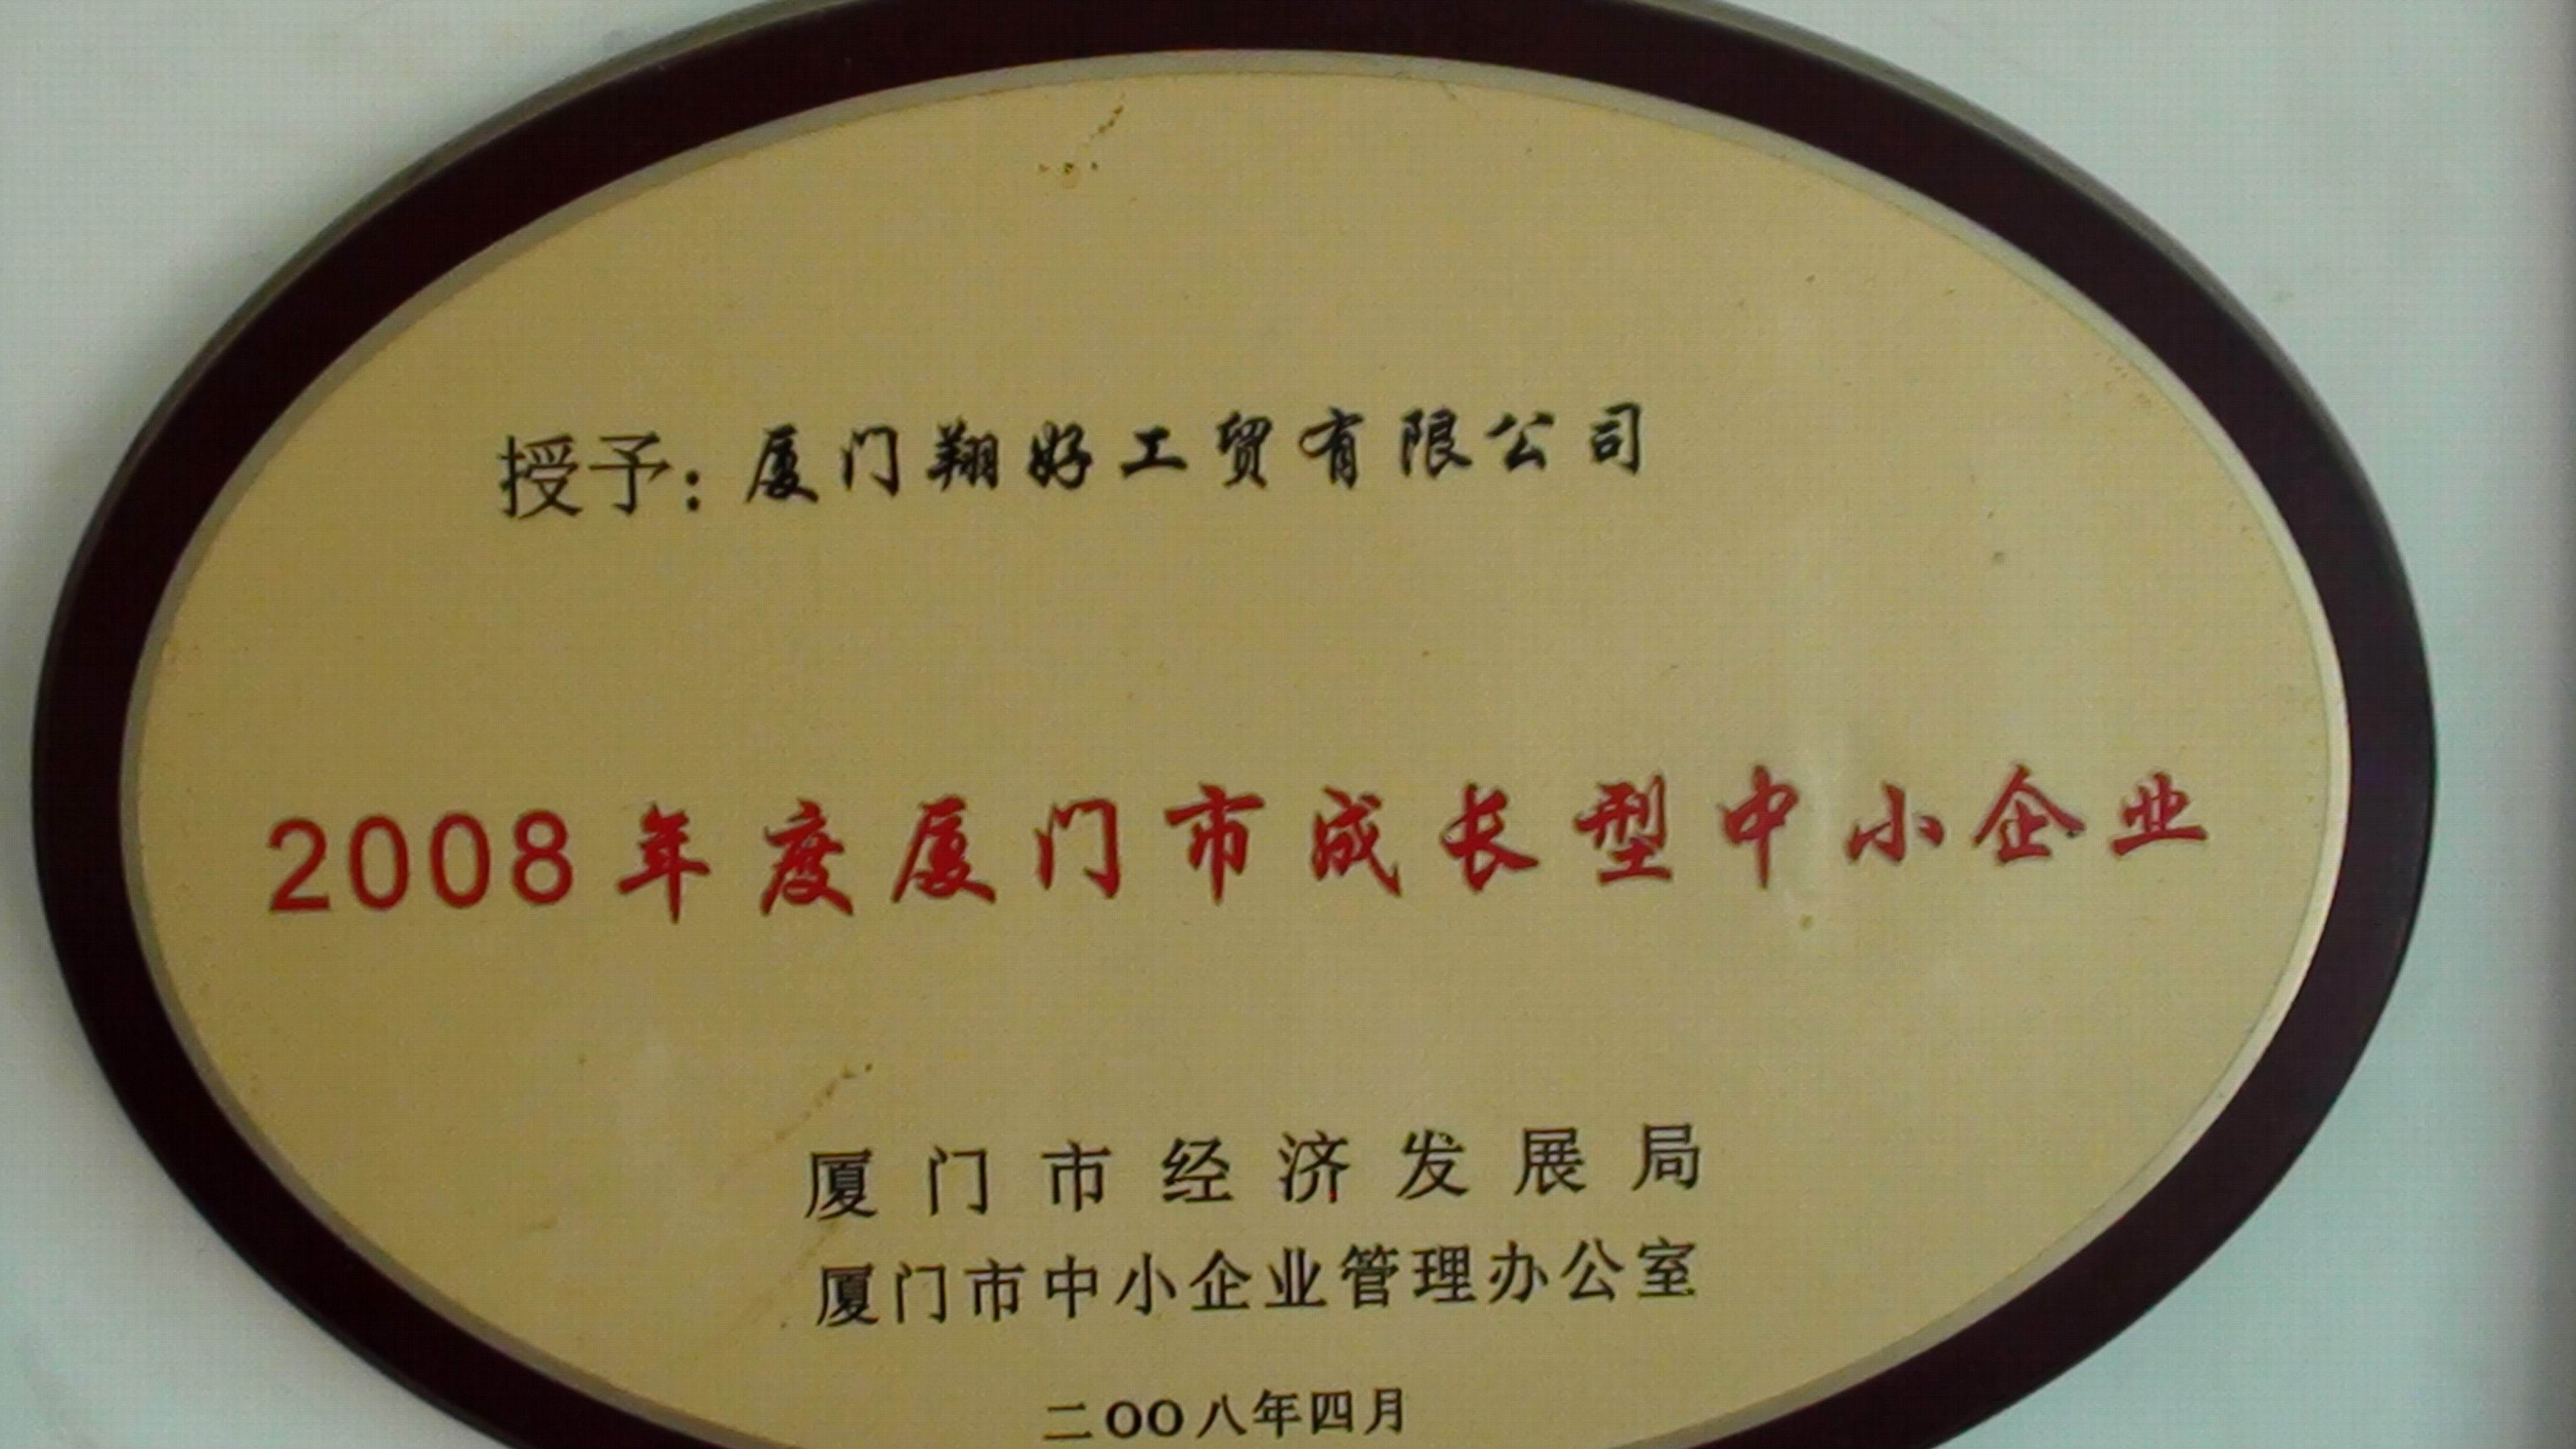 授予：厦门翔好工贸有限公司
2008年度厦门市成长型中小企业
厦门市经济发展局
厦门市中小企业管理办公室
二OO八年四月